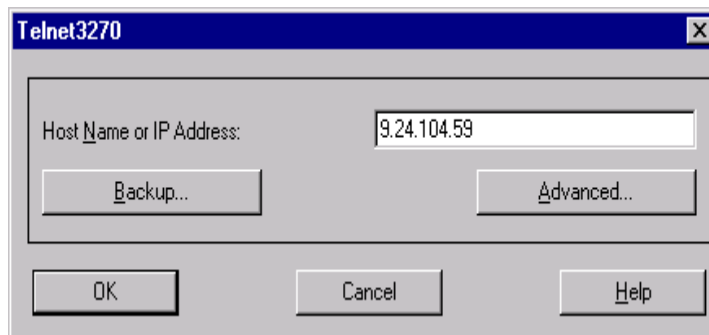 Telnet3270
Host Name or IP Address: 9.24.104.59
Backup... Advanced...
OK Cancel Help